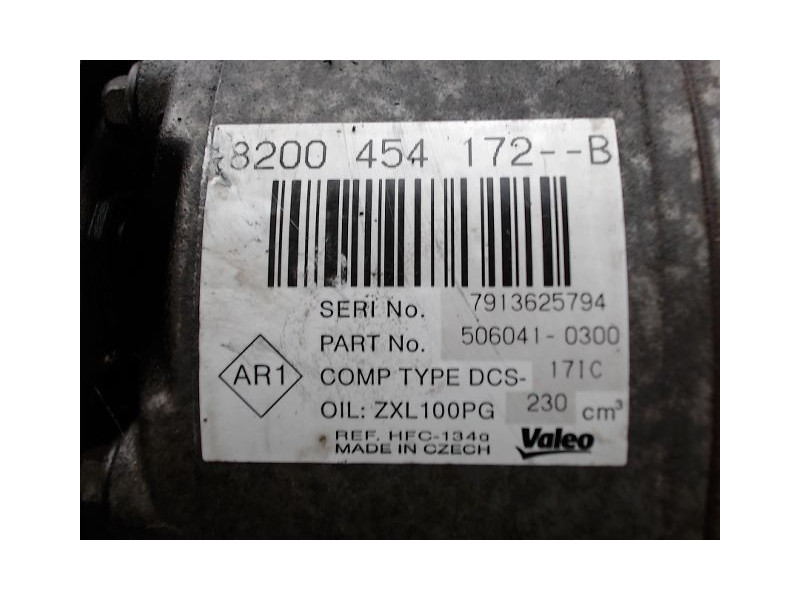 8200 454 172--B
SERI No. 7913625794
PART No. 506041-0300
AR1
COMP TYPE DCS-171C
OIL: ZXL100PG 230 cm³
REF. HFC-134a
MADE IN CZECH
Valeo